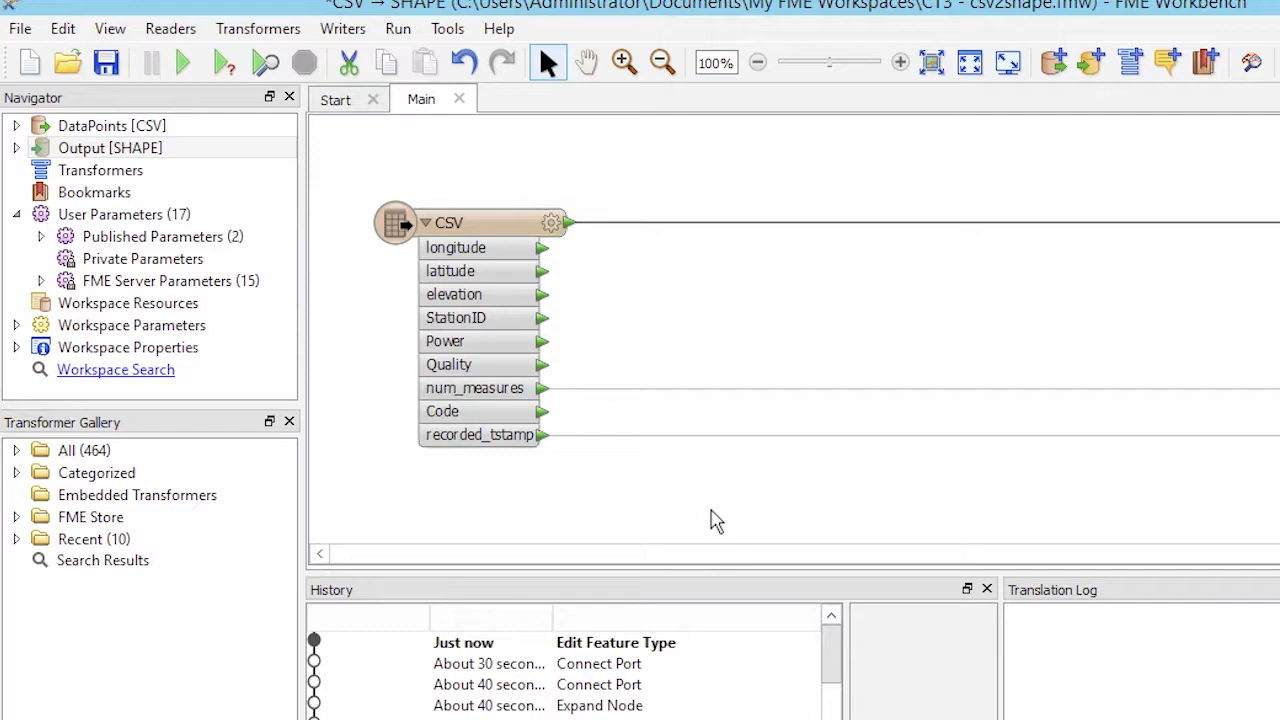 *CSV → SHAPE (C:\Users\Administrator\Documents\My FME Workspaces\CT3 - csv2shape.fmw) - FME Workbench
File Edit View Readers Transformers Writers Run Tools Help
100%
Navigator
DataPoints [CSV]
Output [SHAPE]
Transformers
Bookmarks
User Parameters (17)
Published Parameters (2)
Private Parameters
FME Server Parameters (15)
Workspace Resources
Workspace Parameters
Workspace Properties
Workspace Search
Transformer Gallery
All (464)
Categorized
Embedded Transformers
FME Store
Recent (10)
Search Results
Start Main
CSV
longitude
latitude
elevation
StationID
Power
Quality
num_measures
Code
recorded_tstamp
History
Just now Edit Feature Type
About 30 secon... Connect Port
About 40 secon... Connect Port
About 40 secon... Expand Node
Translation Log